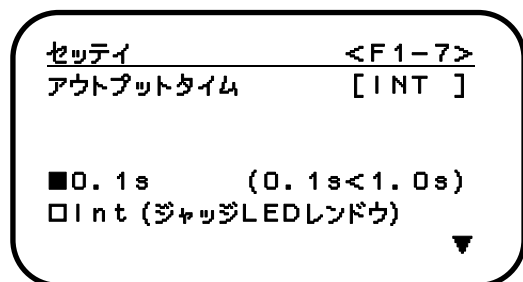 セッテイ <F1-7>
アウトプットタイム [INT ]
■0.1s (0.1s<1.0s)
□Int(ジャッジLEDレンドウ)
▼